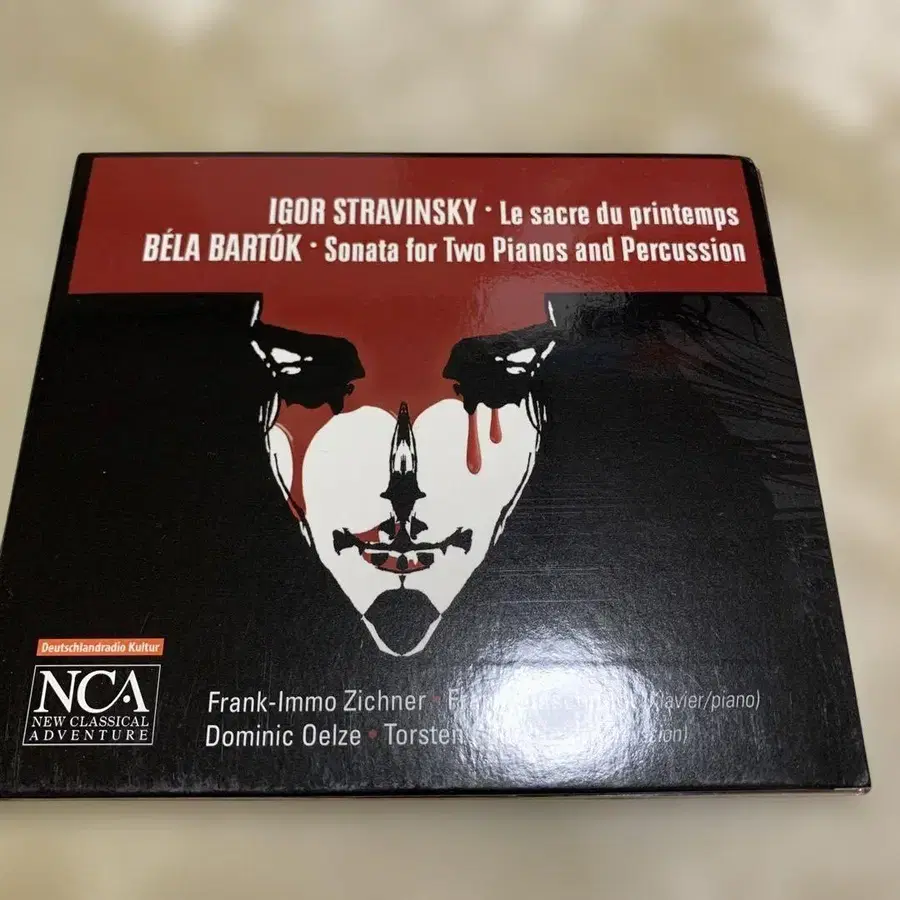 IGOR STRAVINSKY · Le sacre du printemps
BÉLA BARTÓK · Sonata for Two Pianos and Percussion
Deutschlandradio Kultur
NCA
NEW CLASSICAL
ADVENTURE
Frank-Immo Zichner • (Klavier/piano)
Dominic Oelze • Torsten